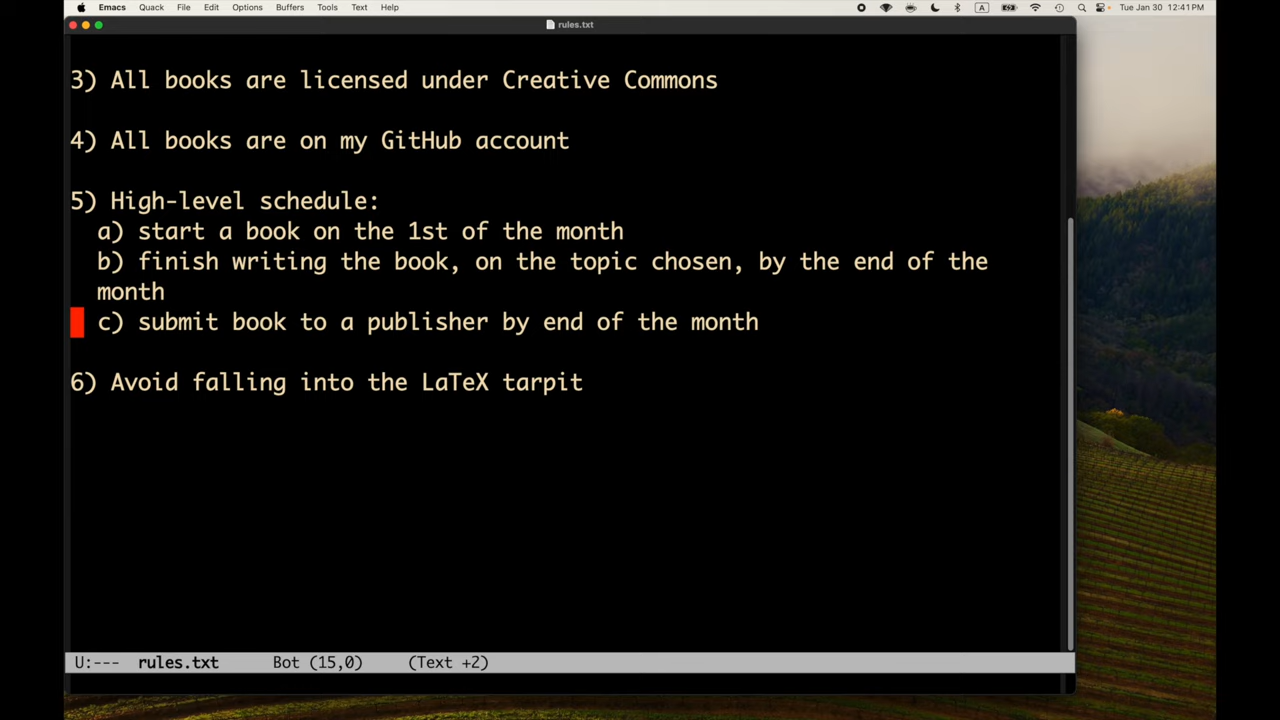 Emacs Quack File Edit Options Buffers Tools Text Help A Tue Jan 30 12:41 PM
rules.txt
3) All books are licensed under Creative Commons
4) All books are on my GitHub account
5) High-level schedule:
a) start a book on the 1st of the month
b) finish writing the book, on the topic chosen, by the end of the
month
c) submit book to a publisher by end of the month
6) Avoid falling into the LaTeX tarpit
U:--- rules.txt Bot (15,0) (Text +2)